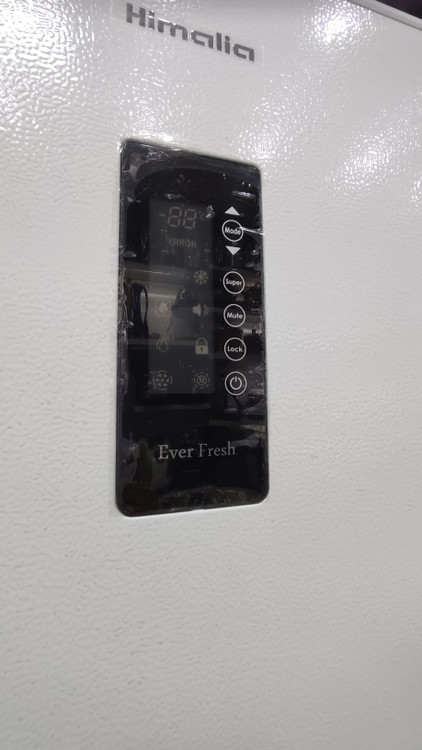 Himalia
-88°
Mode
ERROR
Super
Mute
Lock
Ever Fresh